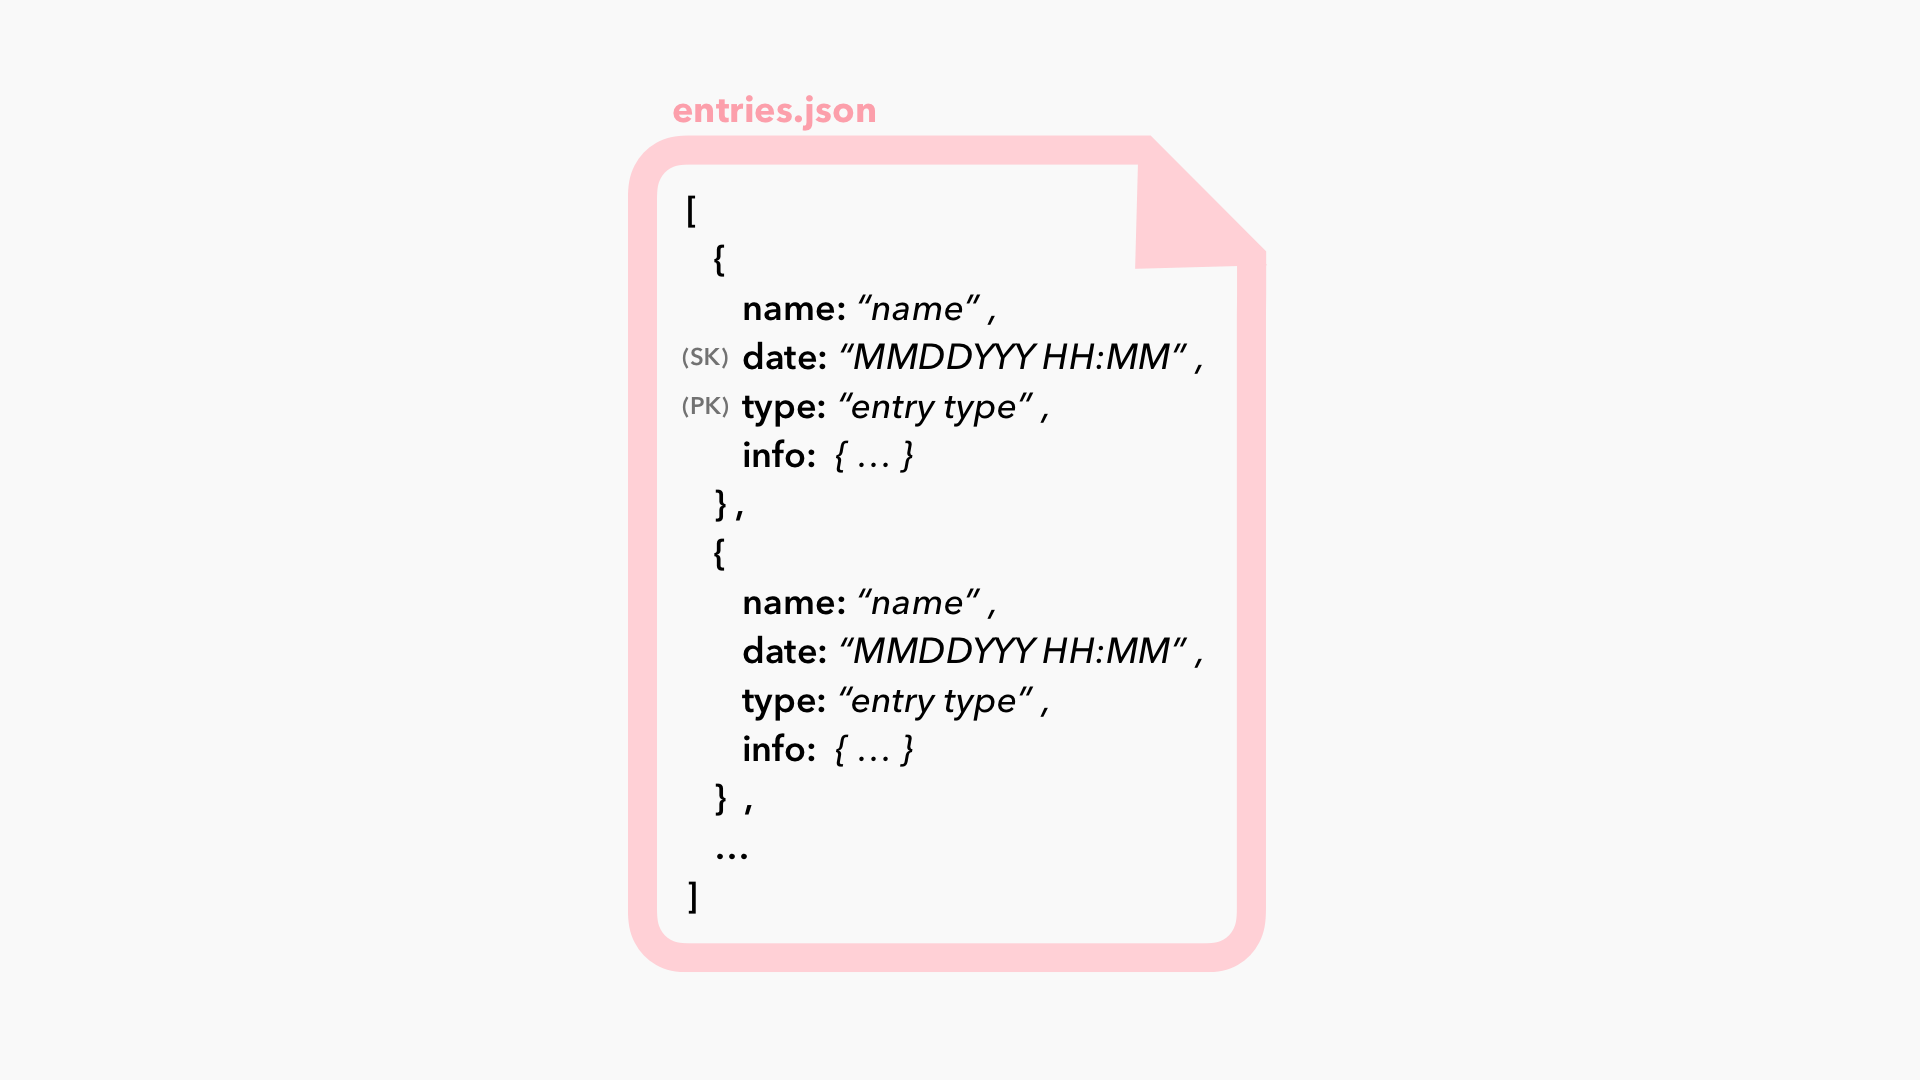 entries.json
[
{
name: “name” ,
(SK) date: “MMDDYYY HH:MM” ,
(PK) type: “entry type” ,
info: { ... }
} ,
{
name: “name” ,
date: “MMDDYYY HH:MM” ,
type: “entry type” ,
info: { ... }
} ,
...
]